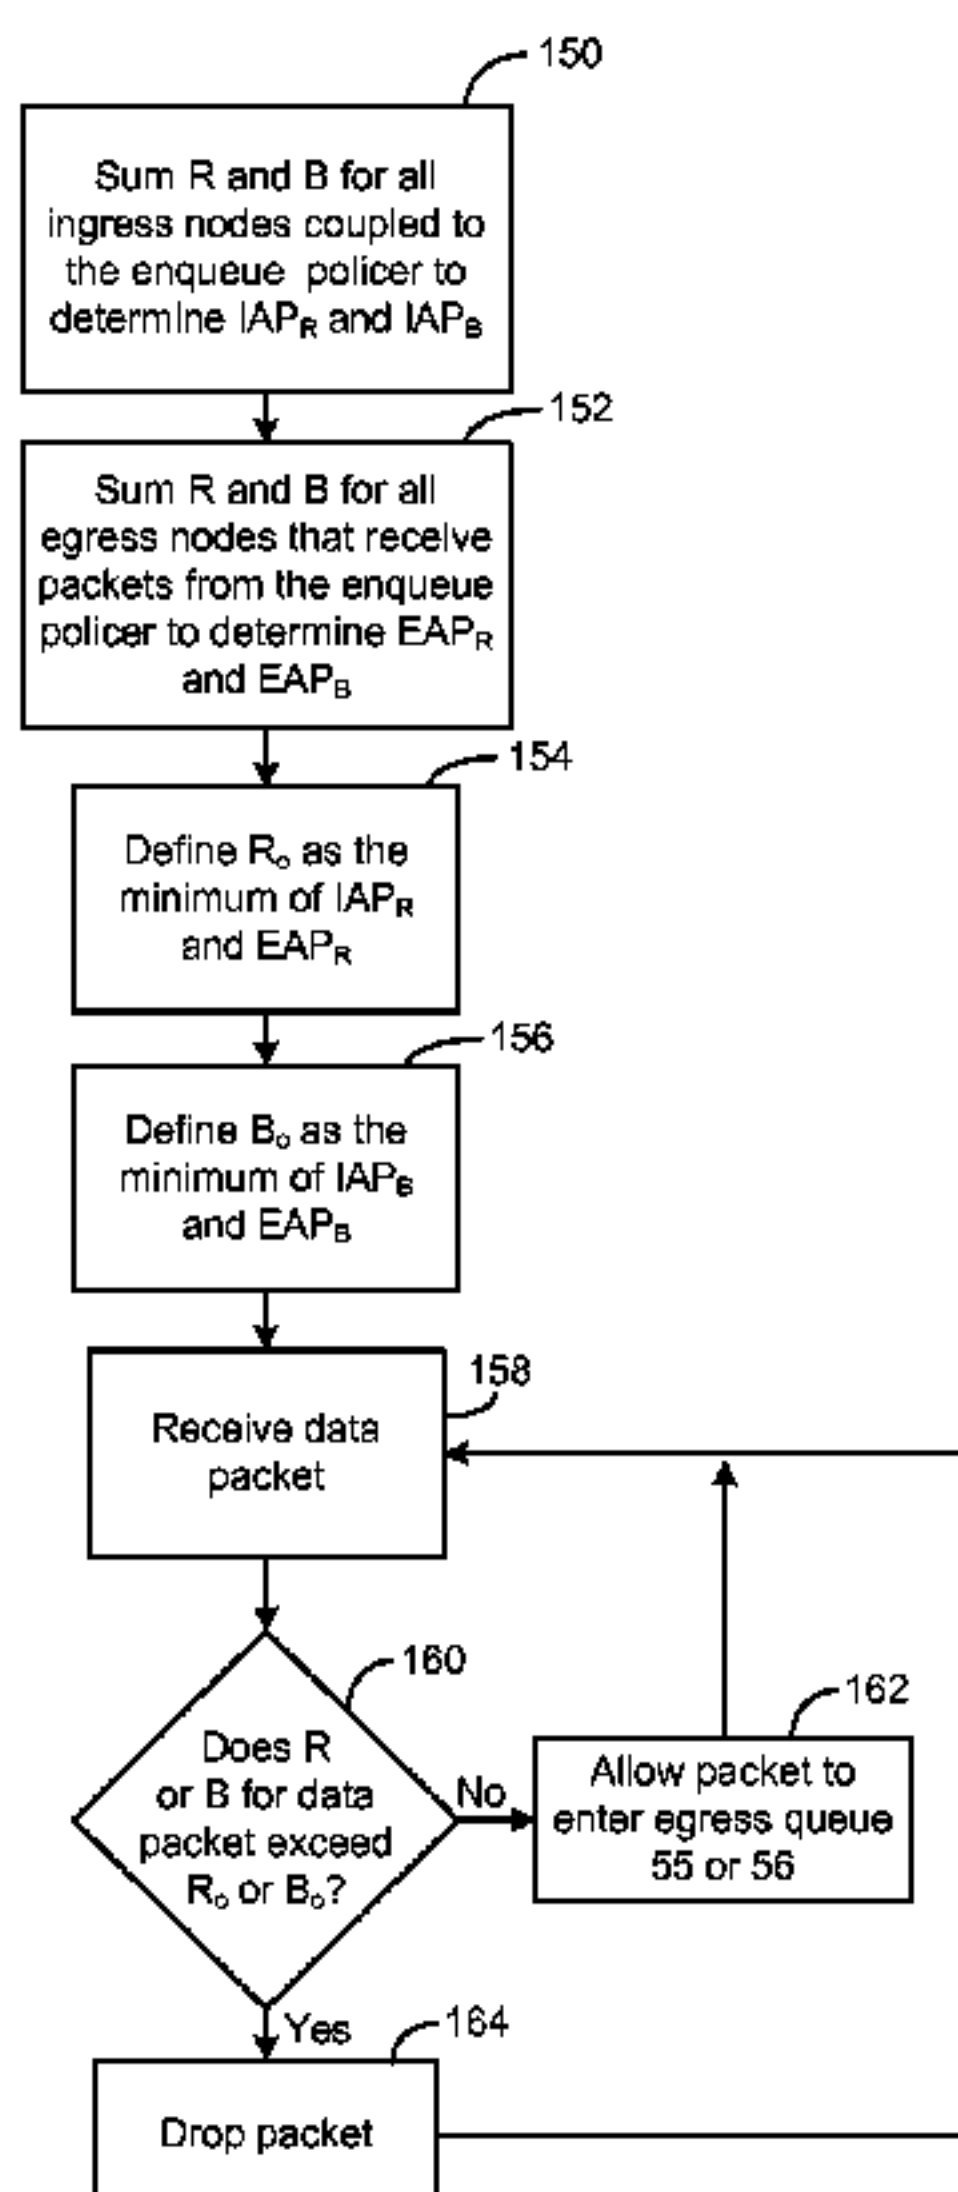 150
Sum R and B for all
ingress nodes coupled to
the enqueue policer to
determine IAPR and IAPB
152
Sum R and B for all
egress nodes that receive
packets from the enqueue
policer to determine EAPR
and EAPB
154
Define Ro as the
minimum of IAPR
and EAPR
156
Define Bo as the
minimum of IAPB
and EAPB
158
Receive data
packet
160
Does R
or B for data
packet exceed
Ro or Bo?
No
162
Allow packet to
enter egress queue
55 or 56
Yes
164
Drop packet